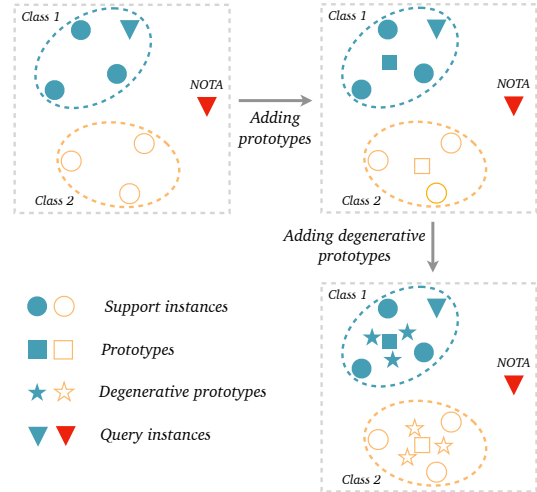 Class 1
NOTA
Class 2
Adding
prototypes
Class 1
NOTA
Class 2
Adding degenerative
prototypes
Class 1
NOTA
Class 2
Support instances
Prototypes
Degenerative prototypes
Query instances